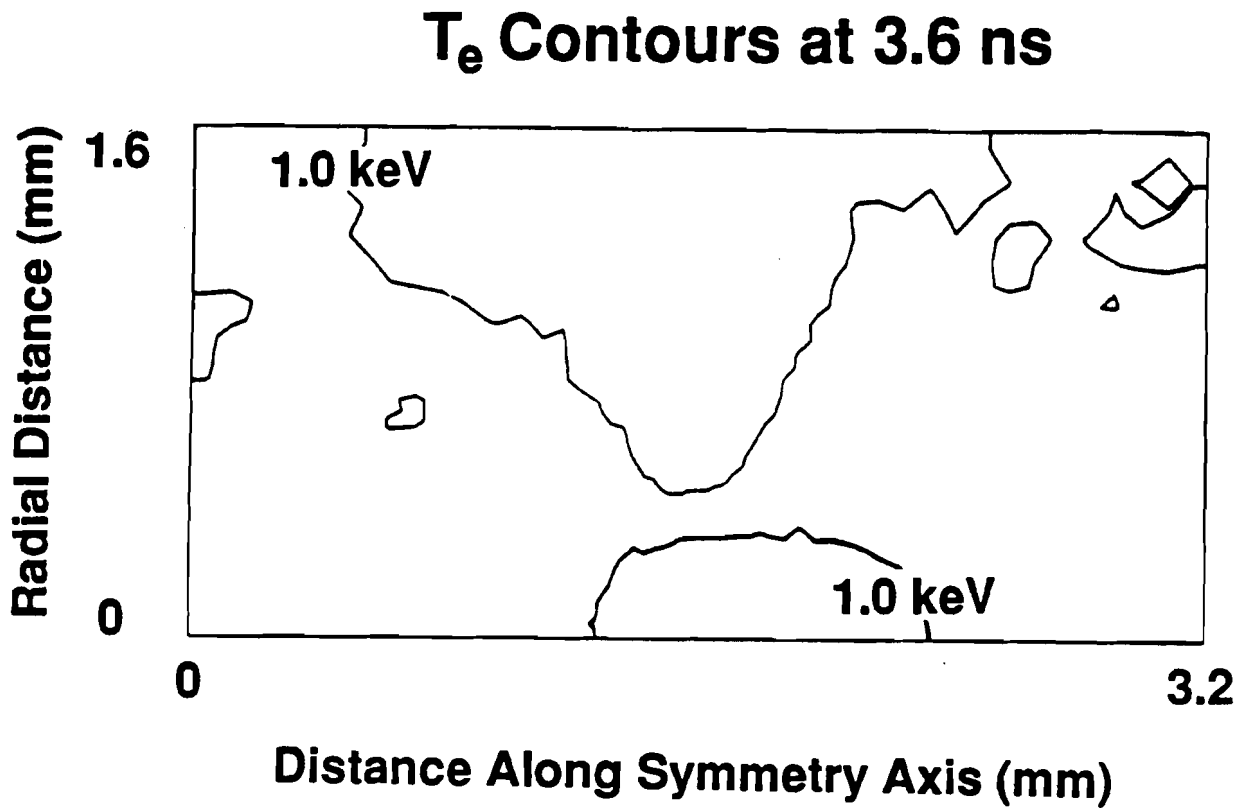 Te Contours at 3.6 ns
1.6
1.0 keV
Radial Distance (mm)
1.0 keV
0
0
3.2
Distance Along Symmetry Axis (mm)